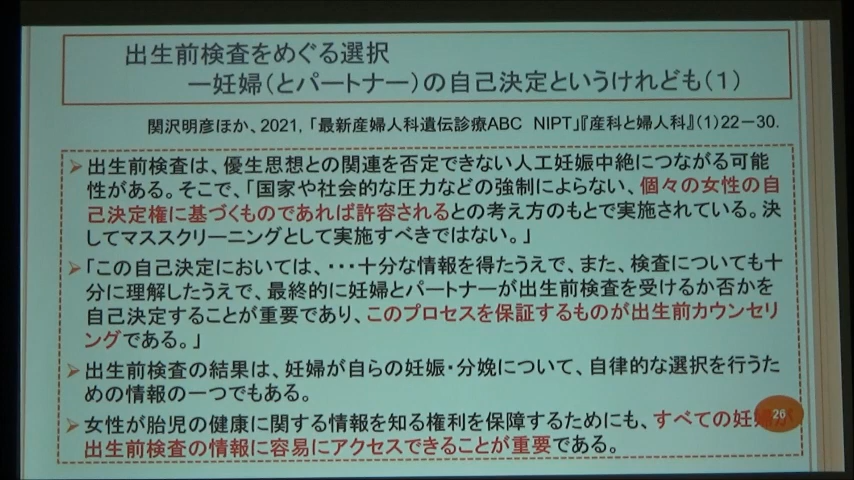 出生前検査をめぐる選択
―妊婦(とパートナー)の自己決定というけれども(1)
関沢明彦ほか、2021,「最新産婦人科遺伝診療ABC NIPT」『産科と婦人科』(1)22－30.
➢出生前検査は、優生思想との関連を否定できない人工妊娠中絶につながる可能
性がある。そこで、「国家や社会的な圧力などの強制によらない、個々の女性の自
己決定権に基づくものであれば許容されるとの考え方のもとで実施されている。決
してマススクリーニングとして実施すべきではない。」
➢「この自己決定においては、・・・十分な情報を得たうえで、また、検査についても十
分に理解したうえで、最終的に妊婦とパートナーが出生前検査を受けるか否かを
自己決定することが重要であり、このプロセスを保証するものが出生前カウンセリ
ングである。」
➢出生前検査の結果は、妊婦が自らの妊娠・分娩について、自律的な選択を行うた
めの情報の一つでもある。
➢女性が胎児の健康に関する情報を知る権利を保障するためにも、すべての妊婦が
出生前検査の情報に容易にアクセスできることが重要である。
26